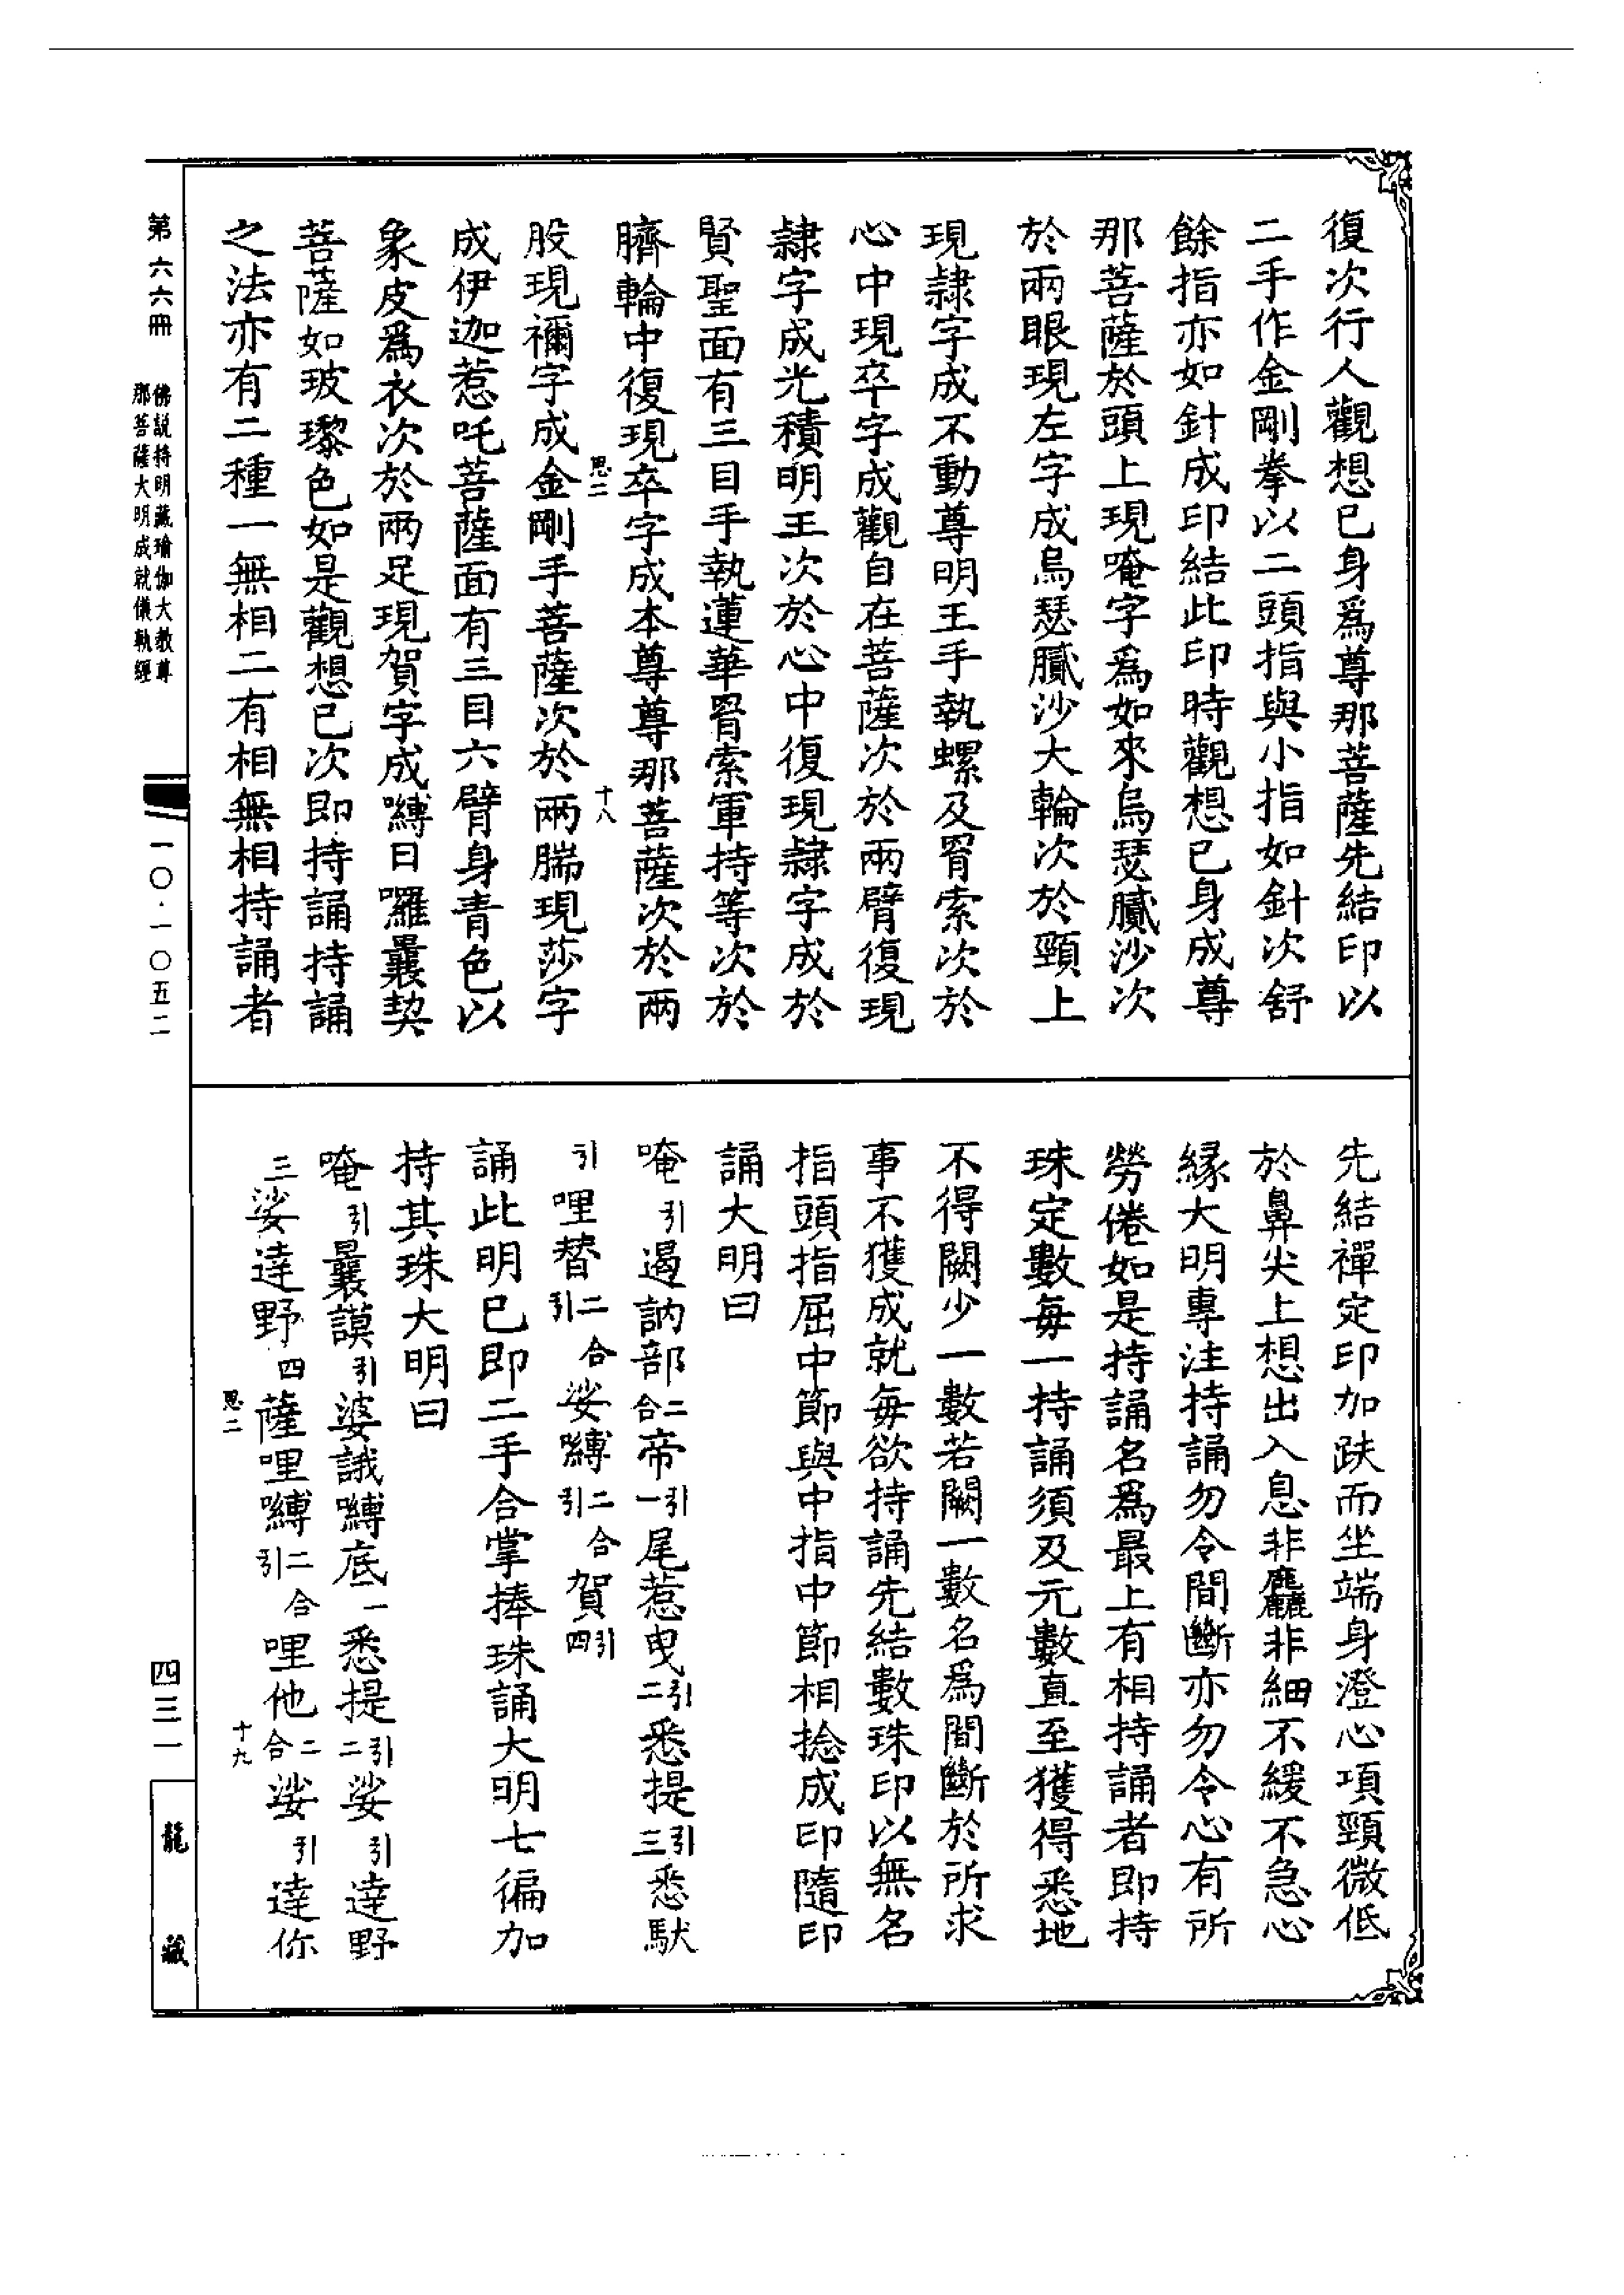 復次行人觀想已身爲尊那菩薩先結印以
二手作金剛拳以二頭指與小指如針次舒
餘指亦如針成印結此印時觀想已身成尊
那菩薩於頭上現唵字爲如來烏瑟膩沙次
於兩眼現左字成烏瑟膩沙大輪次於頸上
現隷字成不動尊明王手執螺及罥索次於
心中現卒字成觀自在菩薩次於兩臂復現
隷字成光積明王次於心中復現隷字成於
賢聖面有三目手執蓮華罥索軍持等次於
臍輪中復現卒字成本尊尊那菩薩次於兩
思二
十八
股現禰字成金剛手菩薩次於兩腨現莎字
成伊迦惹吒菩薩面有三目六臂身青色以
象皮爲衣次於兩足現賀字成嚩日囉曩契
菩薩如玻瓈色如是觀想已次即持誦持誦
之法亦有二種一無相二有相無相持誦者
先結禪定印加趺而坐端身澄心項頸微低
於鼻尖上想出入息非麤非細不緩不急心
緣大明專注持誦勿令間斷亦勿令心有所
勞倦如是持誦名爲最上有相持誦者即持
珠定數每一持誦須及元數直至獲得悉地
不得闕少一數若闕一數名爲間斷於所求
事不獲成就每欲持誦先結數珠印以無名
指頭指屈中節與中指中節相捻成印隨印
誦大明曰
唵引遏訥部二合帝引一尾惹曳引二悉提引三悉馱
引哩替二合引娑嚩二合引賀引四
誦此明已即二手合掌捧珠誦大明七徧加
持其珠大明曰
唵引曩謨引婆誐嚩底一悉提引二娑引達野
三娑達野四薩哩嚩二合引哩他二合娑引達你
思二
十九
第六六冊
佛說持明藏瑜伽大教尊
那菩薩大明成就儀軌經
一〇·一〇五二
四三一
龍藏